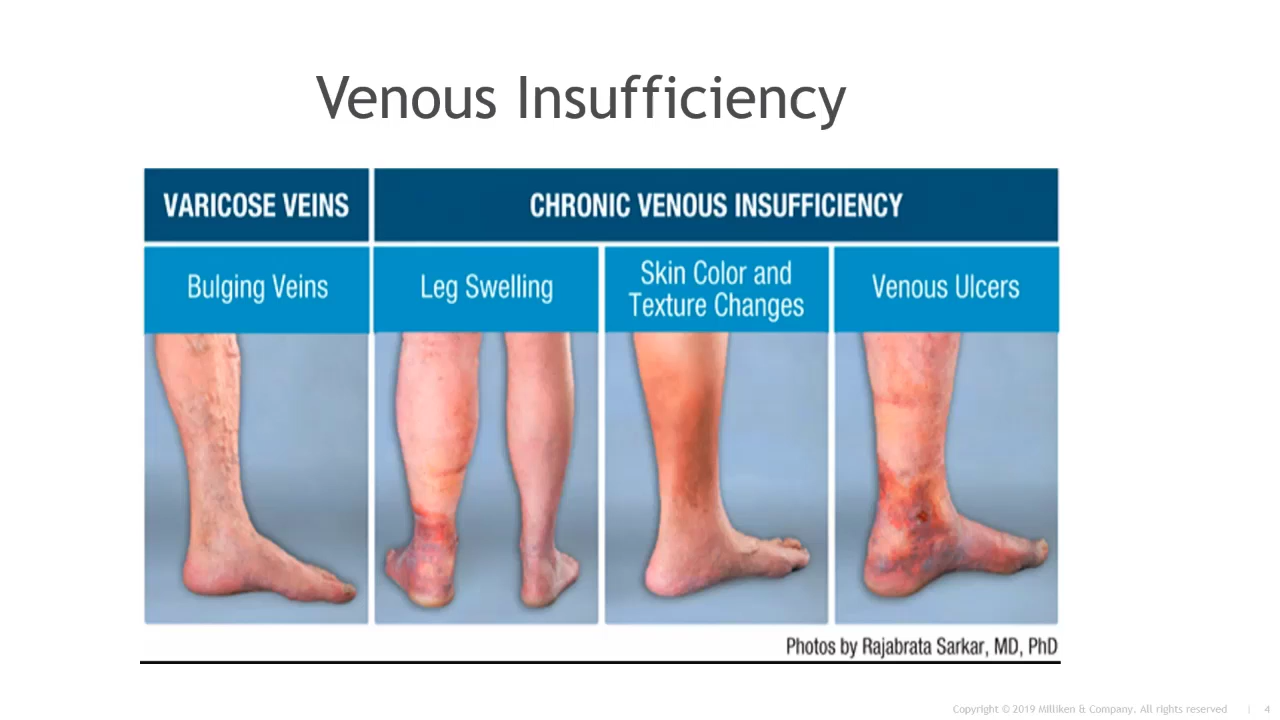 Venous Insufficiency
VARICOSE VEINS
CHRONIC VENOUS INSUFFICIENCY
Bulging Veins
Leg Swelling
Skin Color and
Texture Changes
Venous Ulcers
Photos by Rajabrata Sarkar, MD, PhD
Copyright © 2019 Milliken & Company. All rights reserved | 4